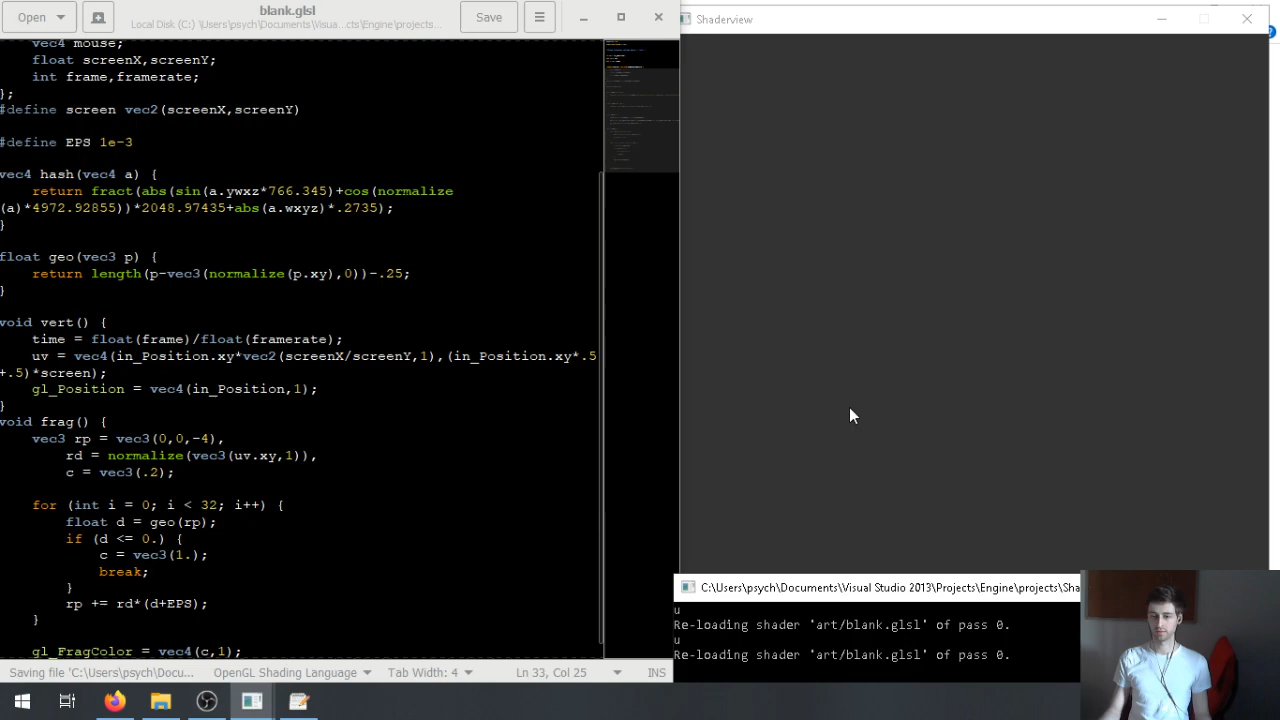 Open
blank.glsl
Local Disk (C:) \Users\psych\Documents\Visua...cts\Engine\projects...
Save
Shaderview
vec4 mouse;
float screenX,screenY;
int frame,framerate;
};
#define screen vec2(screenX,screenY)
#define EPS 1e-3
vec4 hash(vec4 a) {
return fract(abs(sin(a.ywxz*766.345)+cos(normalize
(a)*4972.92855))*2048.97435+abs(a.wxyz)*.2735);
}
float geo(vec3 p) {
return length(p-vec3(normalize(p.xy),0))-.25;
}
void vert() {
time = float(frame)/float(framerate);
uv = vec4(in_Position.xy*vec2(screenX/screenY,1),(in_Position.xy*.5
+.5)*screen);
gl_Position = vec4(in_Position,1);
}
void frag() {
vec3 rp = vec3(0,0,-4),
rd = normalize(vec3(uv.xy,1)),
c = vec3(.2);
for (int i = 0; i < 32; i++) {
float d = geo(rp);
if (d <= 0.) {
c = vec3(1.);
break;
}
rp += rd*(d+EPS);
}
gl_FragColor = vec4(c,1);
Saving file 'C:\Users\psych\Docu...
OpenGL Shading Language
Tab Width: 4
Ln 33, Col 25
INS
C:\Users\psych\Documents\Visual Studio 2013\Projects\Engine\projects\Sha
u
Re-loading shader 'art/blank.glsl' of pass 0.
u
Re-loading shader 'art/blank.glsl' of pass 0.